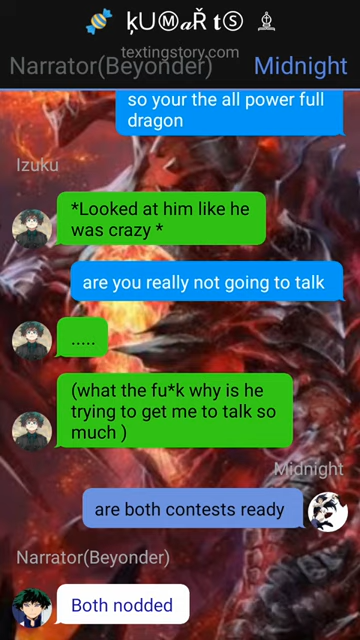 🍬 ķUⓂ𝒂Ř 𝐭Ⓢ ♗
textingstory.com
Narrator(Beyonder) Midnight
so your the all power full
dragon
Izuku
*Looked at him like he
was crazy *
are you really not going to talk
.....
(what the fu*k why is he
trying to get me to talk so
much )
Midnight
are both contests ready
Narrator(Beyonder)
Both nodded